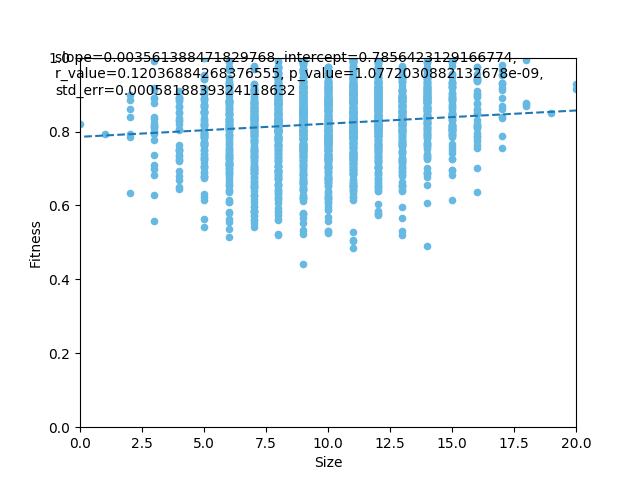 slope=0.003561388471829768, intercept=0.7856423129166774,
r_value=0.12036884268376555, p_value=1.0772030882132678e-09,
std_err=0.0005818839324118632
1.0
0.8
0.6
0.4
0.2
0.0
Fitness
0.0 2.5 5.0 7.5 10.0 12.5 15.0 17.5 20.0
Size